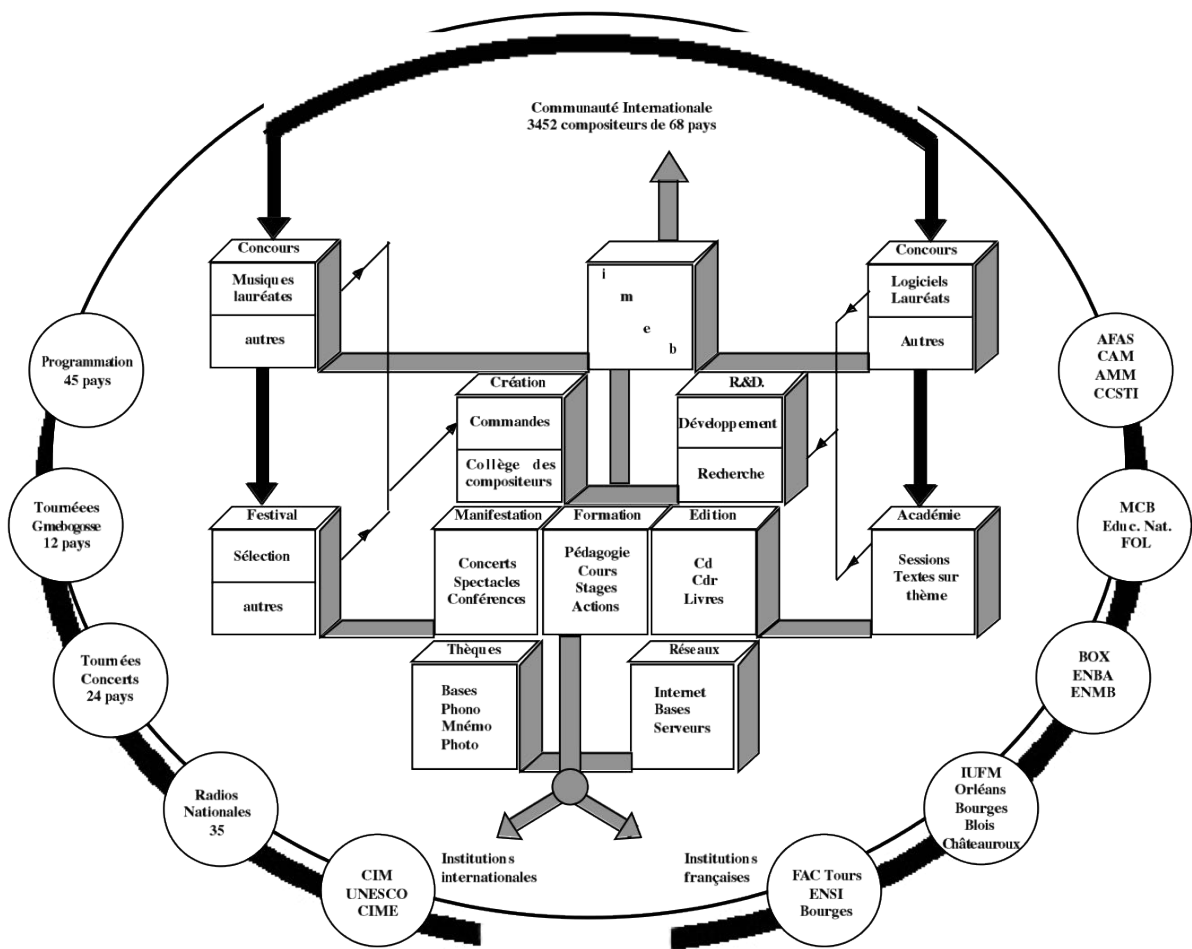 Communauté Internationale
3452 compositeurs de 68 pays
Concours
Musiques
lauréates
autres
i
m
e
b
Concours
Logiciels
Lauréats
Autres
Programmation
45 pays
AFAS
CAM
AMM
CCSTI
Création
Commandes
Collège des
compositeurs
R.&D.
Développement
Recherche
Tournéees
Gmebogosse
12 pays
MCB
Educ. Nat.
FOL
Festival
Sélection
autres
Manifestation
Concerts
Spectacles
Conférences
Formation
Pédagogie
Cours
Stages
Actions
Edition
Cd
Cdr
Livres
Académie
Sessions
Textes sur
thème
Tournées
Concerts
24 pays
BOX
ENBA
ENMB
Thèques
Bases
Phono
Mnémo
Photo
Réseaux
Internet
Bases
Serveurs
Radios
Nationales
35
IUFM
Orléans
Bourges
Blois
Châteauroux
Institutions
internationales
Institutions
françaises
CIM
UNESCO
CIME
FAC Tours
ENSI
Bourges